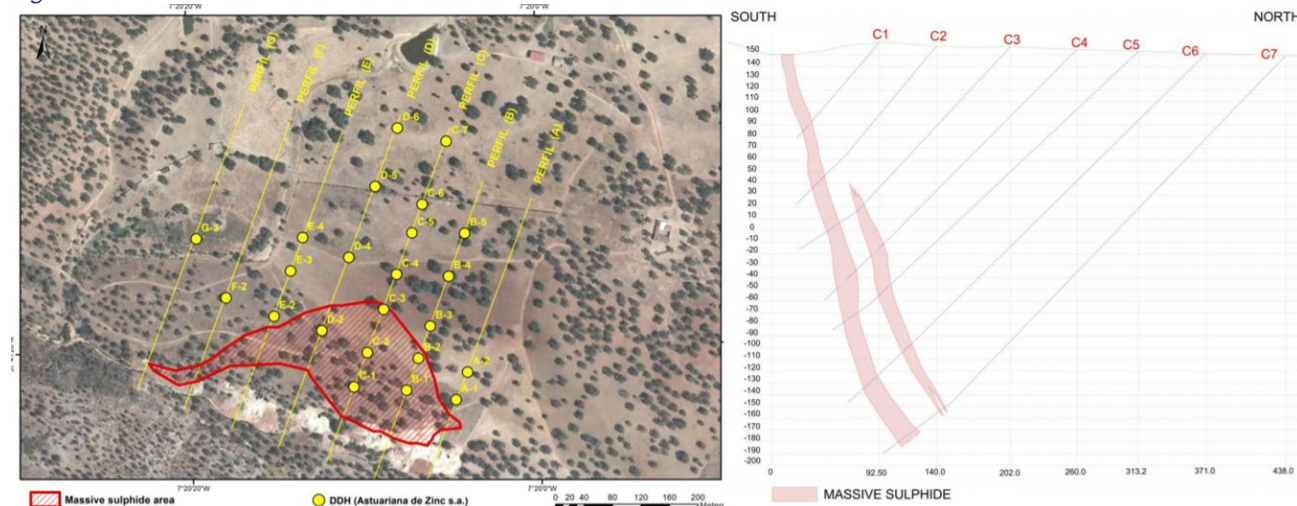 7°20'20"W
7°20'0"W
PERFIL (G)
PERFIL (F)
PERFIL (E)
PERFIL (D)
PERFIL (C)
PERFIL (B)
PERFIL (A)
D-6
C-7
D-5
C-6
G-3
E-4
C-5
B-5
D-4
E-3
C-4
B-4
F-2
E-2
C-3
D-2
B-3
C-2
B-2
A-2
C-1
B-1
A-1
7°20'20"W
7°20'0"W
Massive sulphide area
DDH (Astuariana de Zinc s.a.)
0 20 40 80 120 160 200
SOUTH
NORTH
C1 C2 C3 C4 C5 C6 C7
150
140
130
120
110
100
90
80
70
60
50
40
30
20
10
0
-10
-20
-30
-40
-50
-60
-70
-80
-90
-100
-110
-120
-130
-140
-150
-160
-170
-180
-190
-200
0 92.50 140.0 202.0 260.0 313.2 371.0 438.0
MASSIVE SULPHIDE